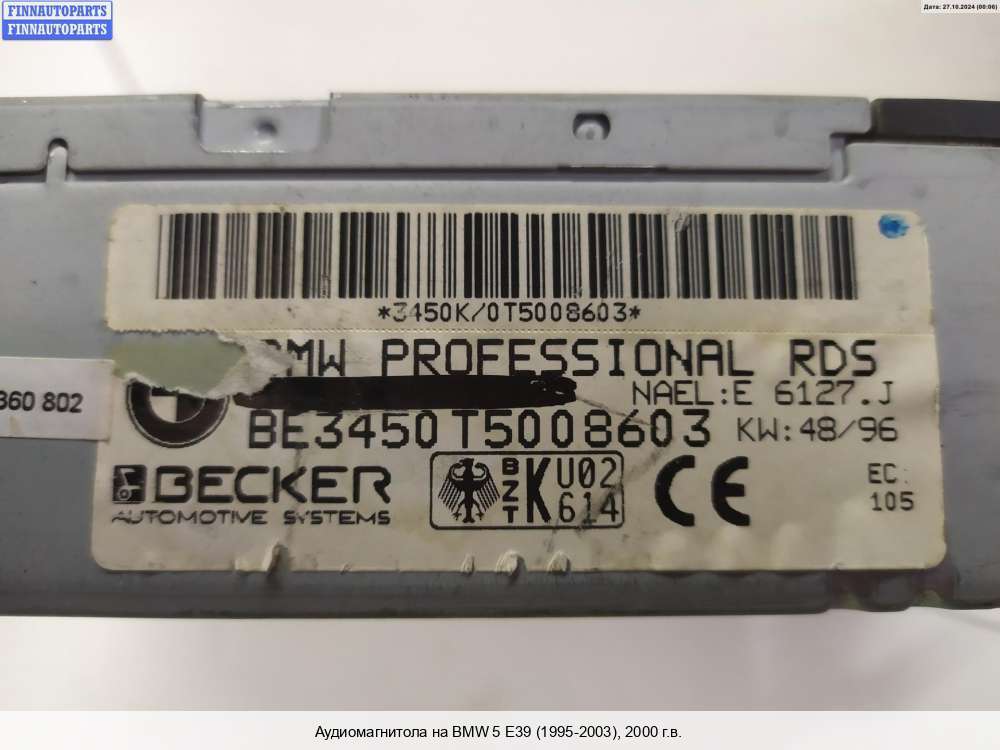 FINNAUTOPARTS
FINNAUTOPARTS
Дата: 27.10.2024 (00:06)
*3450K/0T5008603*
BMW PROFESSIONAL RDS
360 802
NAEL:E 6127.J
BE3450 T5008603 KW:48/96
BECKER
AUTOMOTIVE SYSTEMS
BZT K U02 614
CE
EC:
105
Аудиомагнитола на BMW 5 E39 (1995-2003), 2000 г.в.